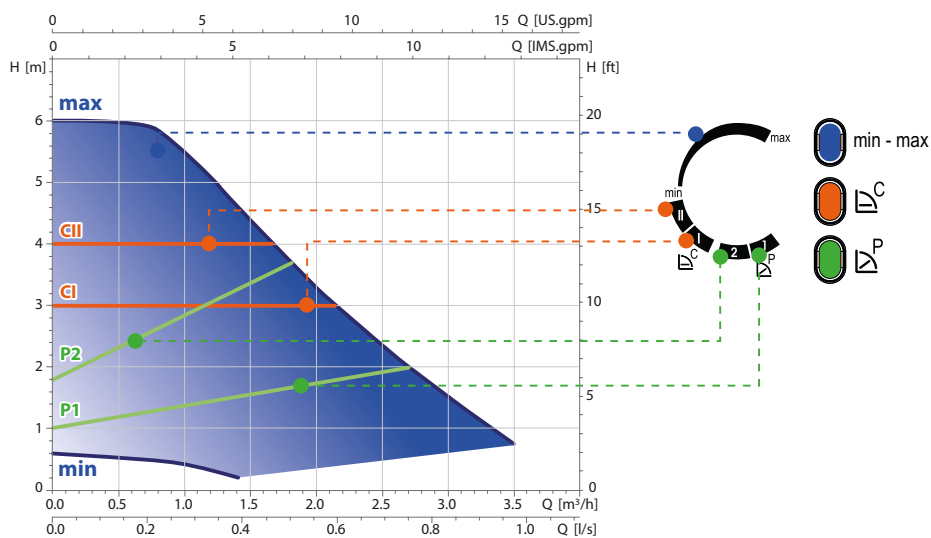 0 5 10 15 Q [US.gpm]
0 5 10 Q [IMS.gpm]
H [m] H [ft]
max
6 20
max
min - max
5
min
C
15
II
CII
4 I
C 2 1 P
P
CI
3 10
P2
2
P1 5
1
min
0 0
0.0 0.5 1.0 1.5 2.0 2.5 3.0 3.5 Q [m³/h]
0.0 0.2 0.4 0.6 0.8 1.0 Q [l/s]